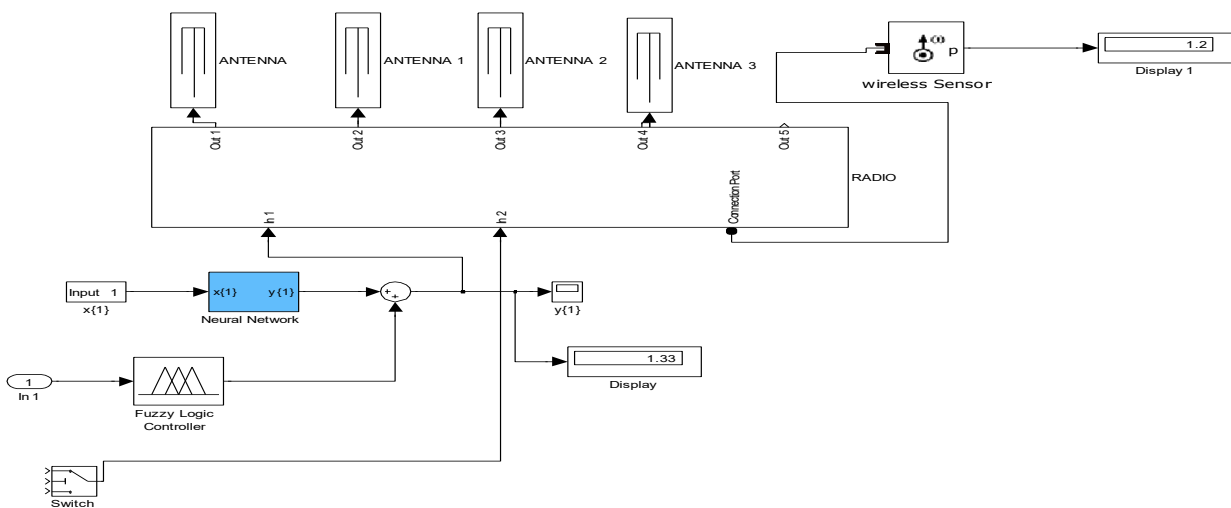 ANTENNA
ANTENNA 1
ANTENNA 2
ANTENNA 3
ω
p
wireless Sensor
1.2
Display 1
Out 1
Out 2
Out 3
Out 4
Out 5
RADIO
In 1
In 2
Connection Port
Input 1
x{1}
x{1} y{1}
Neural Network
+
+
y{1}
1.33
Display
1
In 1
Fuzzy Logic
Controller
Switch